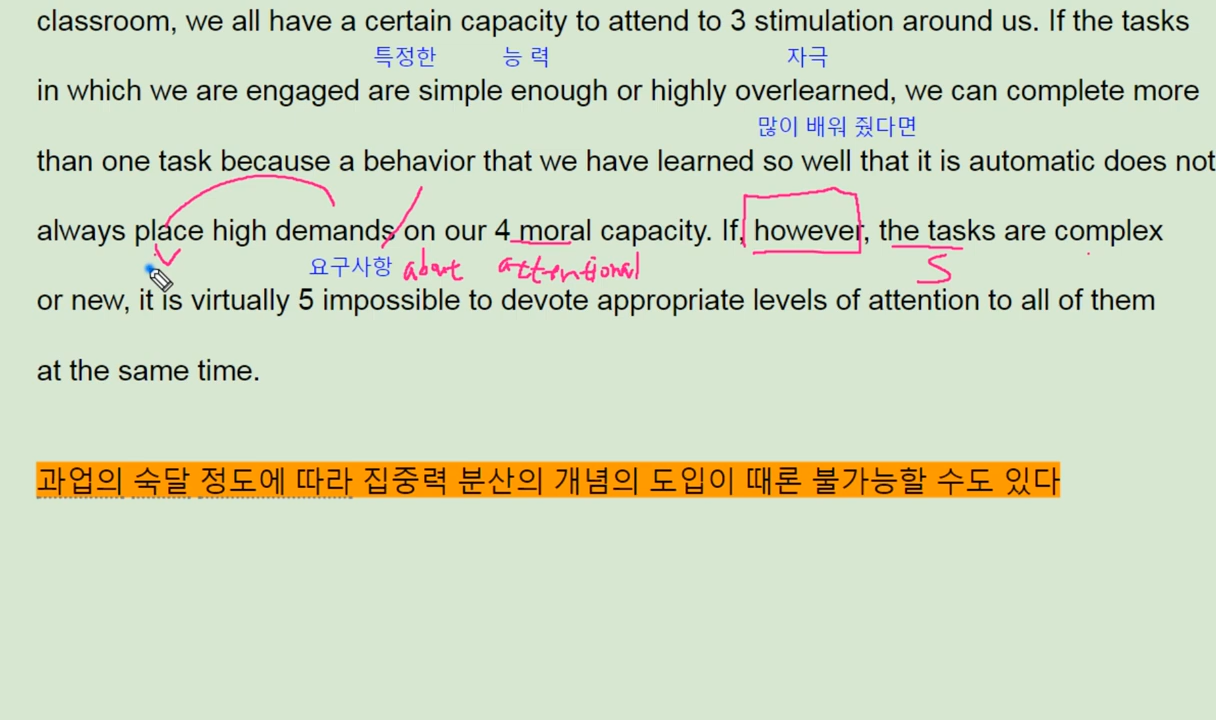 classroom, we all have a certain capacity to attend to 3 stimulation around us. If the tasks
특정한 능 력 자극
in which we are engaged are simple enough or highly overlearned, we can complete more
많이 배워 줬다면
than one task because a behavior that we have learned so well that it is automatic does not
always place high demands on our 4 moral capacity. If, however, the tasks are complex
요구사항 about attentional S
or new, it is virtually 5 impossible to devote appropriate levels of attention to all of them
at the same time.
과업의 숙달 정도에 따라 집중력 분산의 개념의 도입이 때론 불가능할 수도 있다